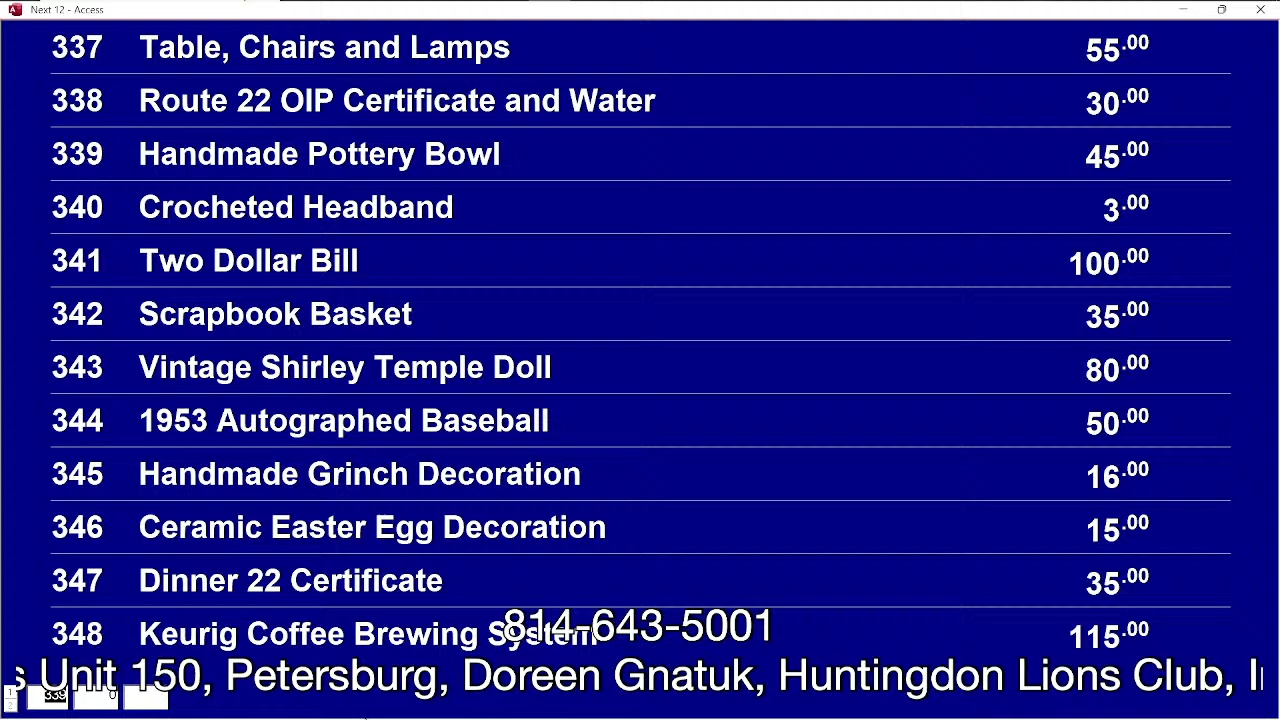 Next 12 - Access
337 Table, Chairs and Lamps 55.00
338 Route 22 OIP Certificate and Water 30.00
339 Handmade Pottery Bowl 45.00
340 Crocheted Headband 3.00
341 Two Dollar Bill 100.00
342 Scrapbook Basket 35.00
343 Vintage Shirley Temple Doll 80.00
344 1953 Autographed Baseball 50.00
345 Handmade Grinch Decoration 16.00
346 Ceramic Easter Egg Decoration 15.00
347 Dinner 22 Certificate 35.00
348 Keurig Coffee Brewing System 115.00
814-643-5001
s Unit 150, Petersburg, Doreen Gnatuk, Huntingdon Lions Club, I
339 0